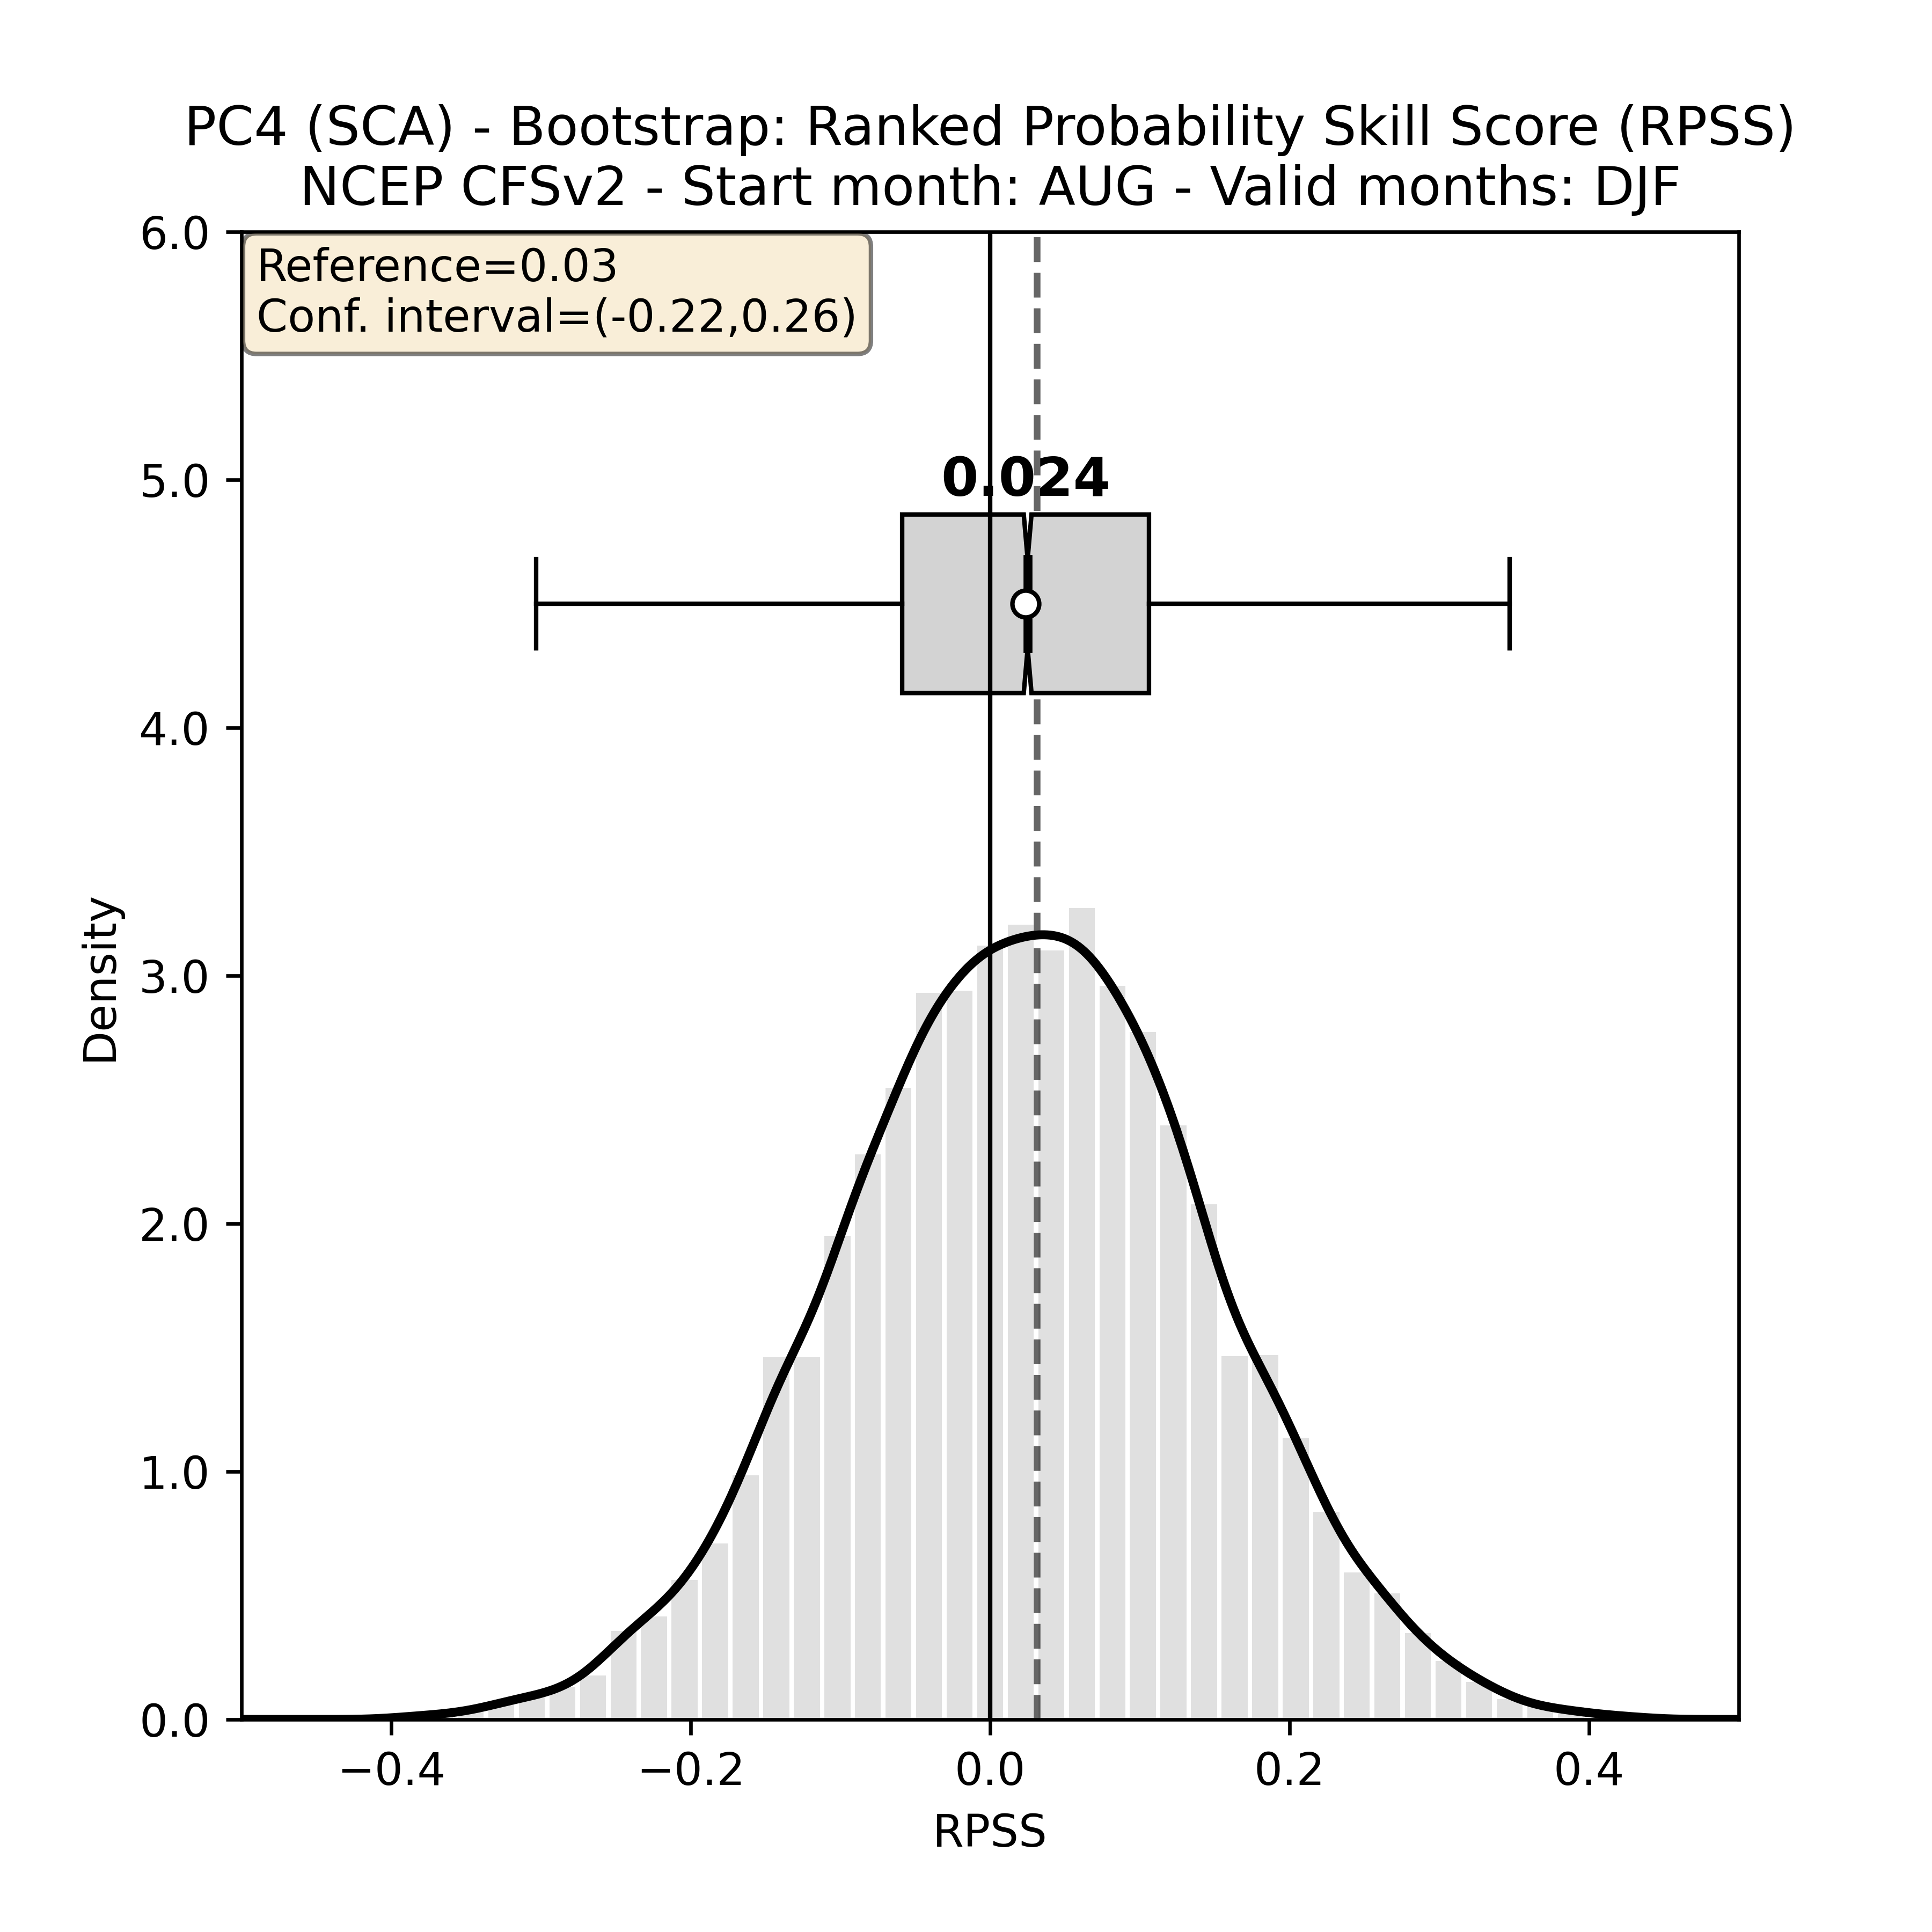 PC4 (SCA) - Bootstrap: Ranked Probability Skill Score (RPSS)
NCEP CFSv2 - Start month: AUG - Valid months: DJF
Reference=0.03
Conf. interval=(-0.22,0.26)
0.024
6.0
5.0
4.0
3.0
2.0
1.0
0.0
Density
−0.4
−0.2
0.0
0.2
0.4
RPSS